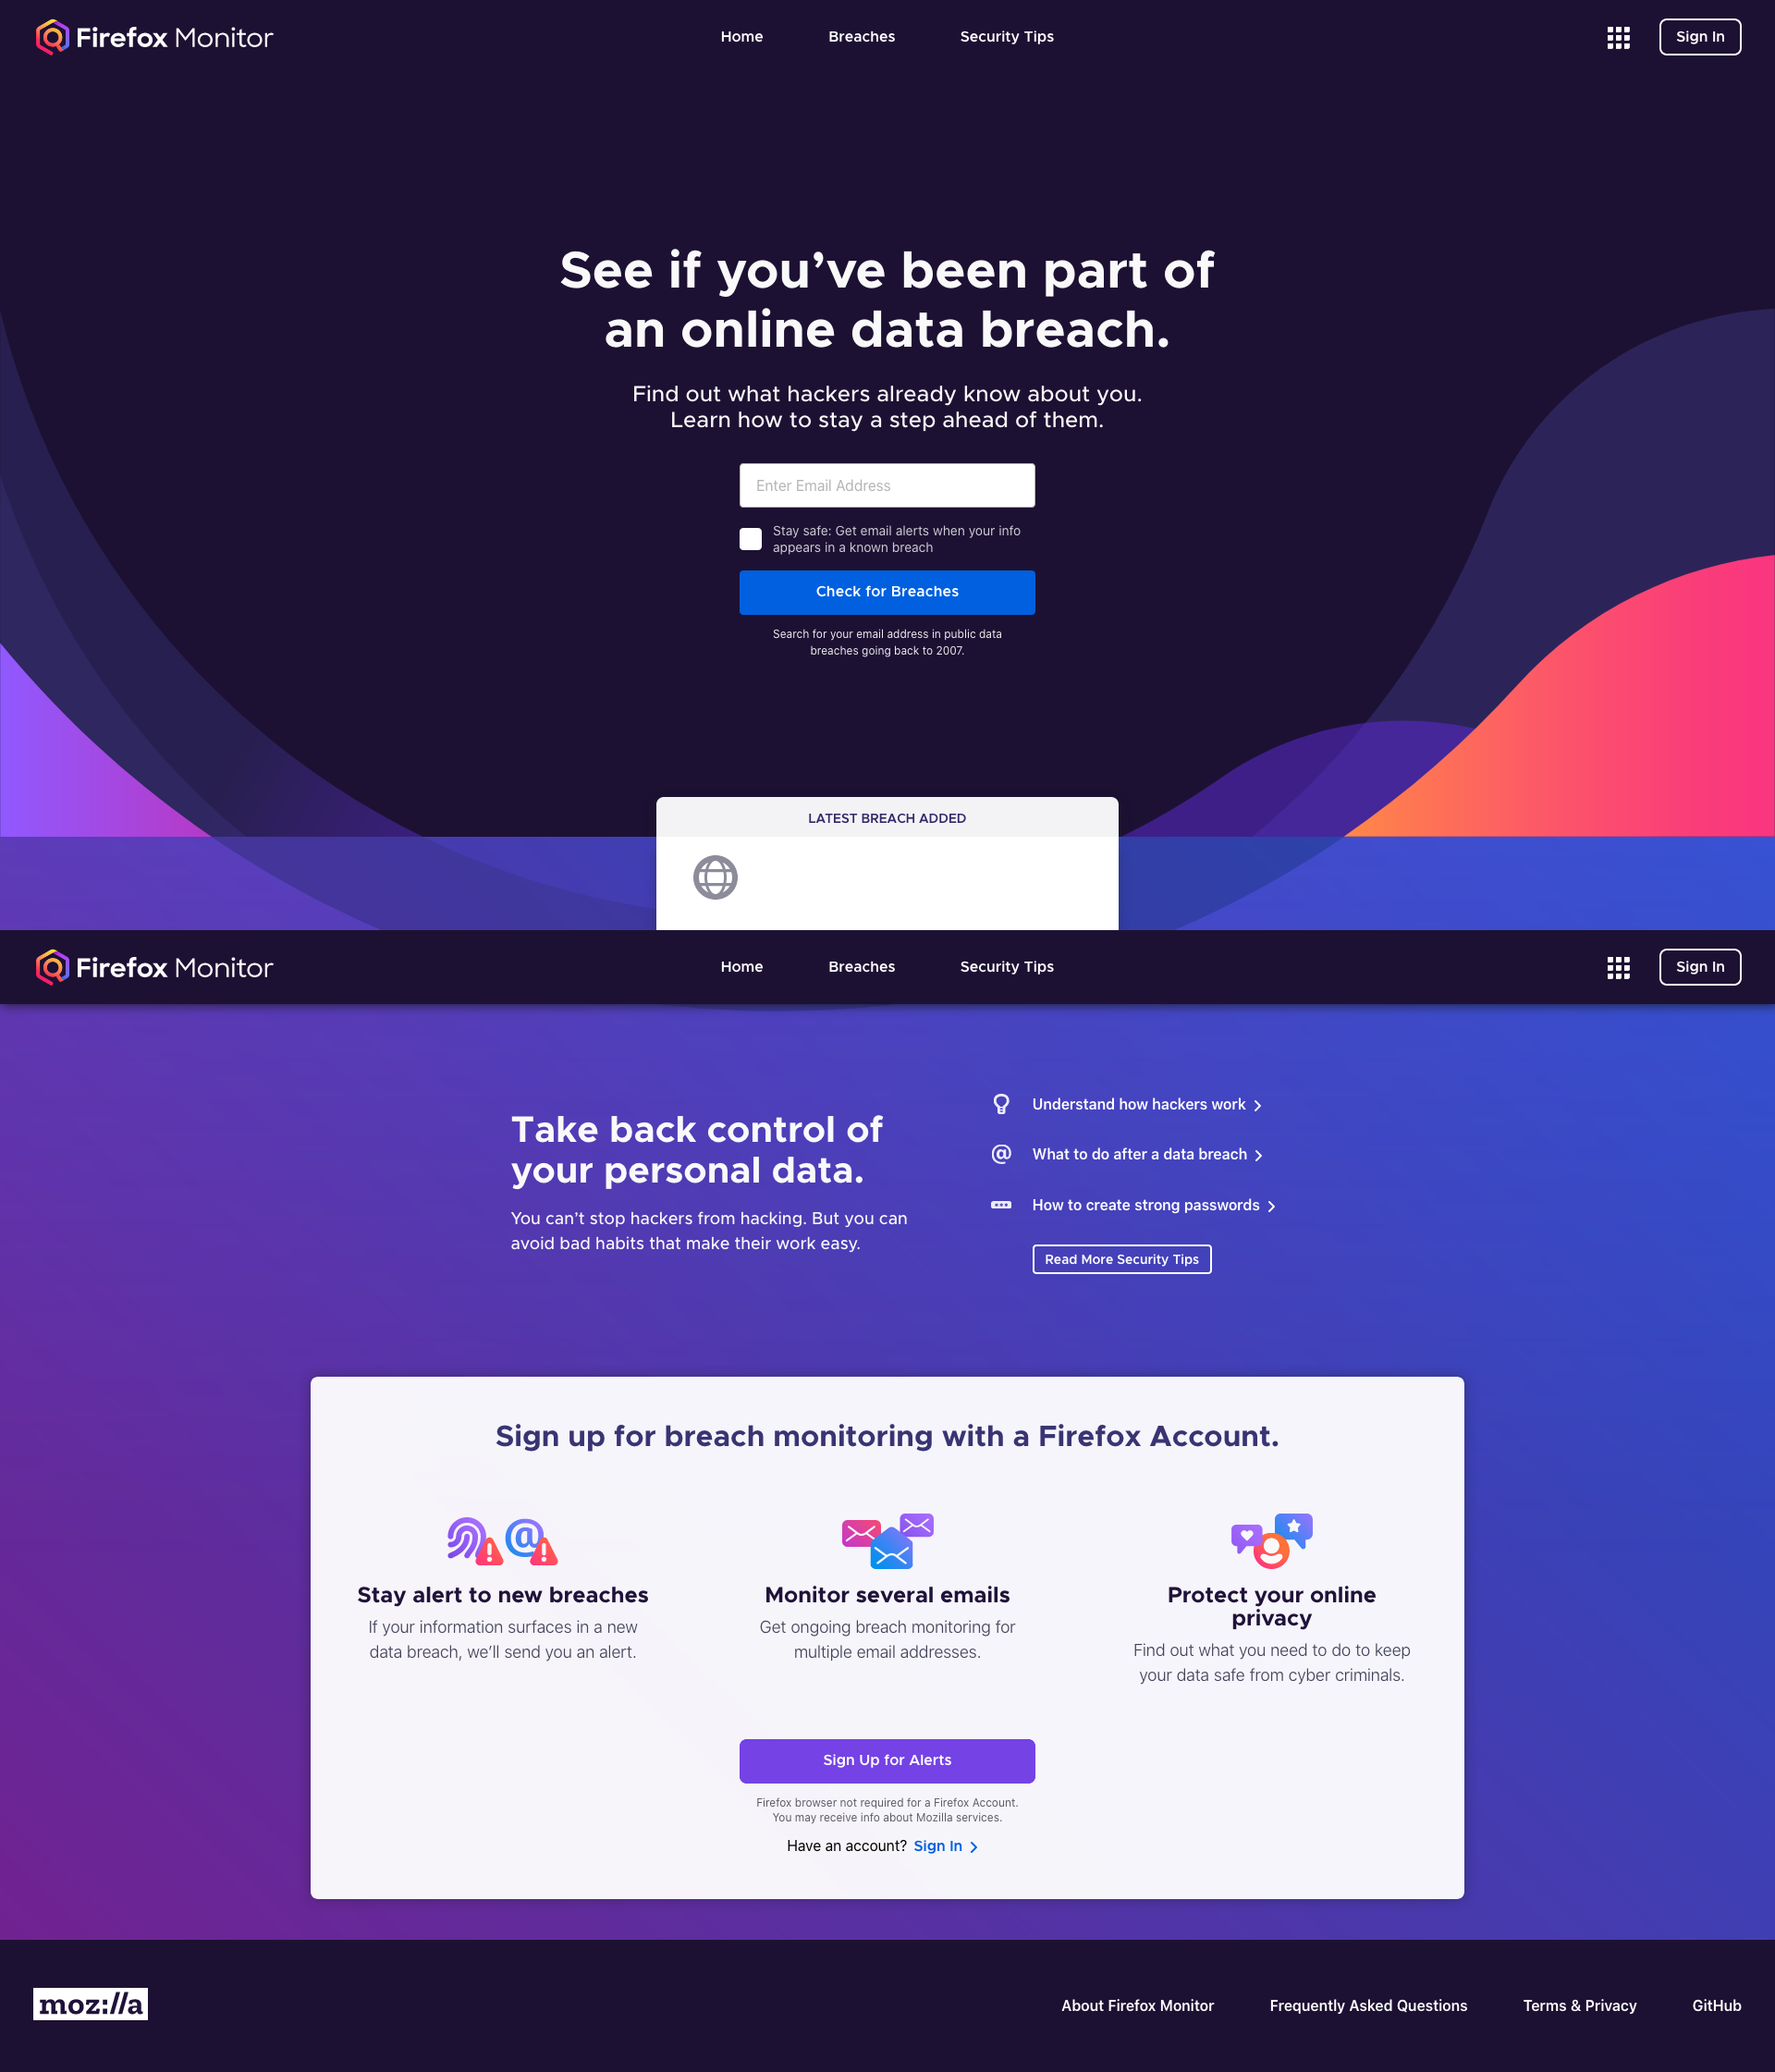 Firefox Monitor
Home Breaches Security Tips
Sign In
See if you’ve been part of
an online data breach.
Find out what hackers already know about you.
Learn how to stay a step ahead of them.
Enter Email Address
Stay safe: Get email alerts when your info
appears in a known breach
Check for Breaches
Search for your email address in public data
breaches going back to 2007.
LATEST BREACH ADDED
Firefox Monitor
Home Breaches Security Tips
Sign In
Take back control of
your personal data.
You can’t stop hackers from hacking. But you can
avoid bad habits that make their work easy.
Understand how hackers work
What to do after a data breach
How to create strong passwords
Read More Security Tips
Sign up for breach monitoring with a Firefox Account.
Stay alert to new breaches
If your information surfaces in a new
data breach, we’ll send you an alert.
Monitor several emails
Get ongoing breach monitoring for
multiple email addresses.
Protect your online
privacy
Find out what you need to do to keep
your data safe from cyber criminals.
Sign Up for Alerts
Firefox browser not required for a Firefox Account.
You may receive info about Mozilla services.
Have an account? Sign In
moz://a
About Firefox Monitor Frequently Asked Questions Terms & Privacy GitHub